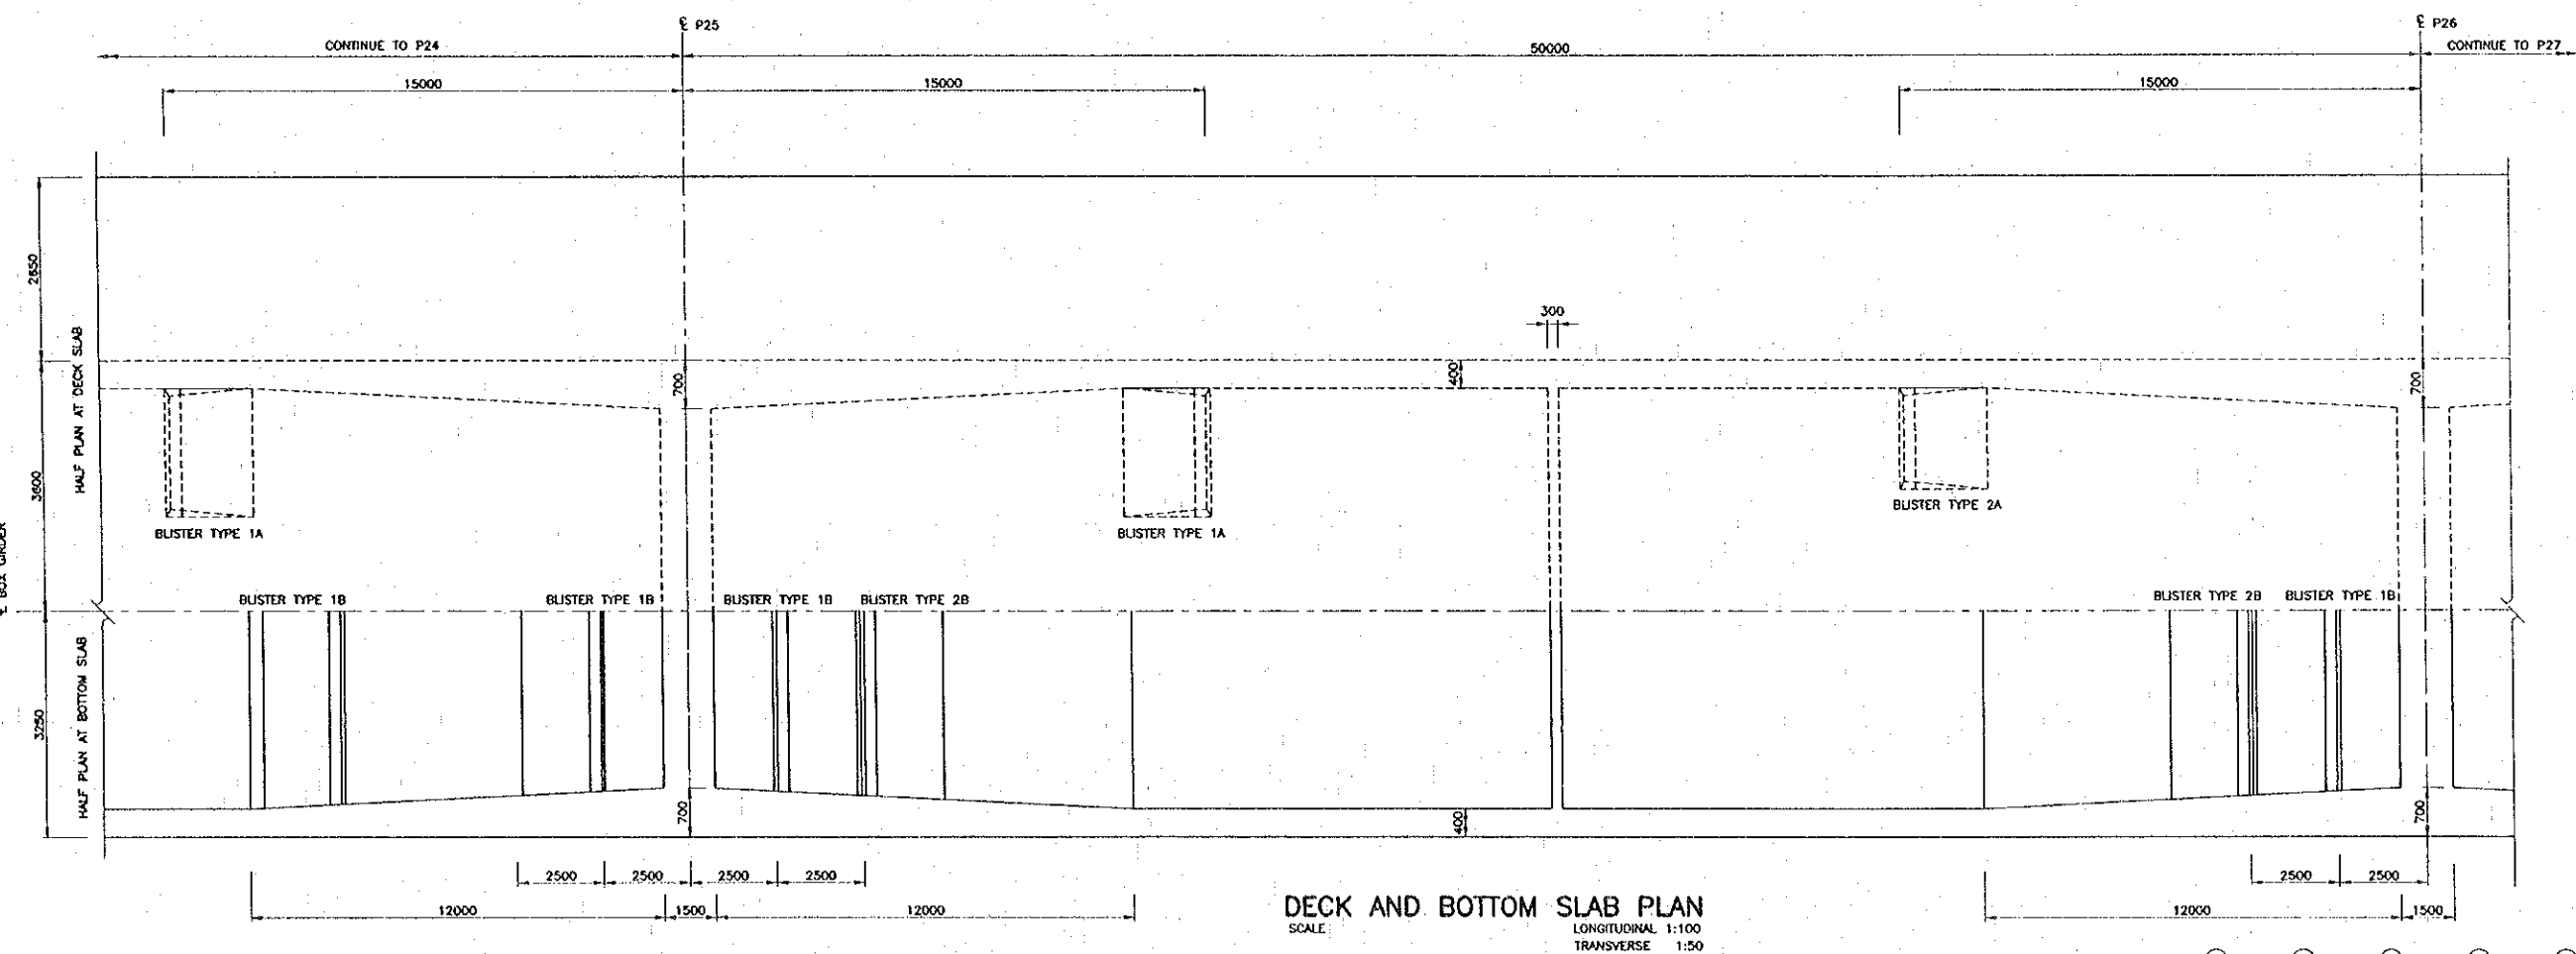 ℄ P25
℄ P26
CONTINUE TO P24
50000
CONTINUE TO P27
15000
15000
15000
2650
HALF PLAN AT DECK SLAB
300
700
400
700
3600
BLISTER TYPE 1A
BLISTER TYPE 1A
BLISTER TYPE 2A
℄ BOX GIRDER
BLISTER TYPE 1B
BLISTER TYPE 1B
BLISTER TYPE 1B
BLISTER TYPE 2B
BLISTER TYPE 2B
BLISTER TYPE 1B
HALF PLAN AT BOTTOM SLAB
3250
700
400
700
2500
2500
2500
2500
2500
2500
12000
1500
12000
12000
1500
DECK AND BOTTOM SLAB PLAN
SCALE
LONGITUDINAL 1:100
TRANSVERSE 1:50